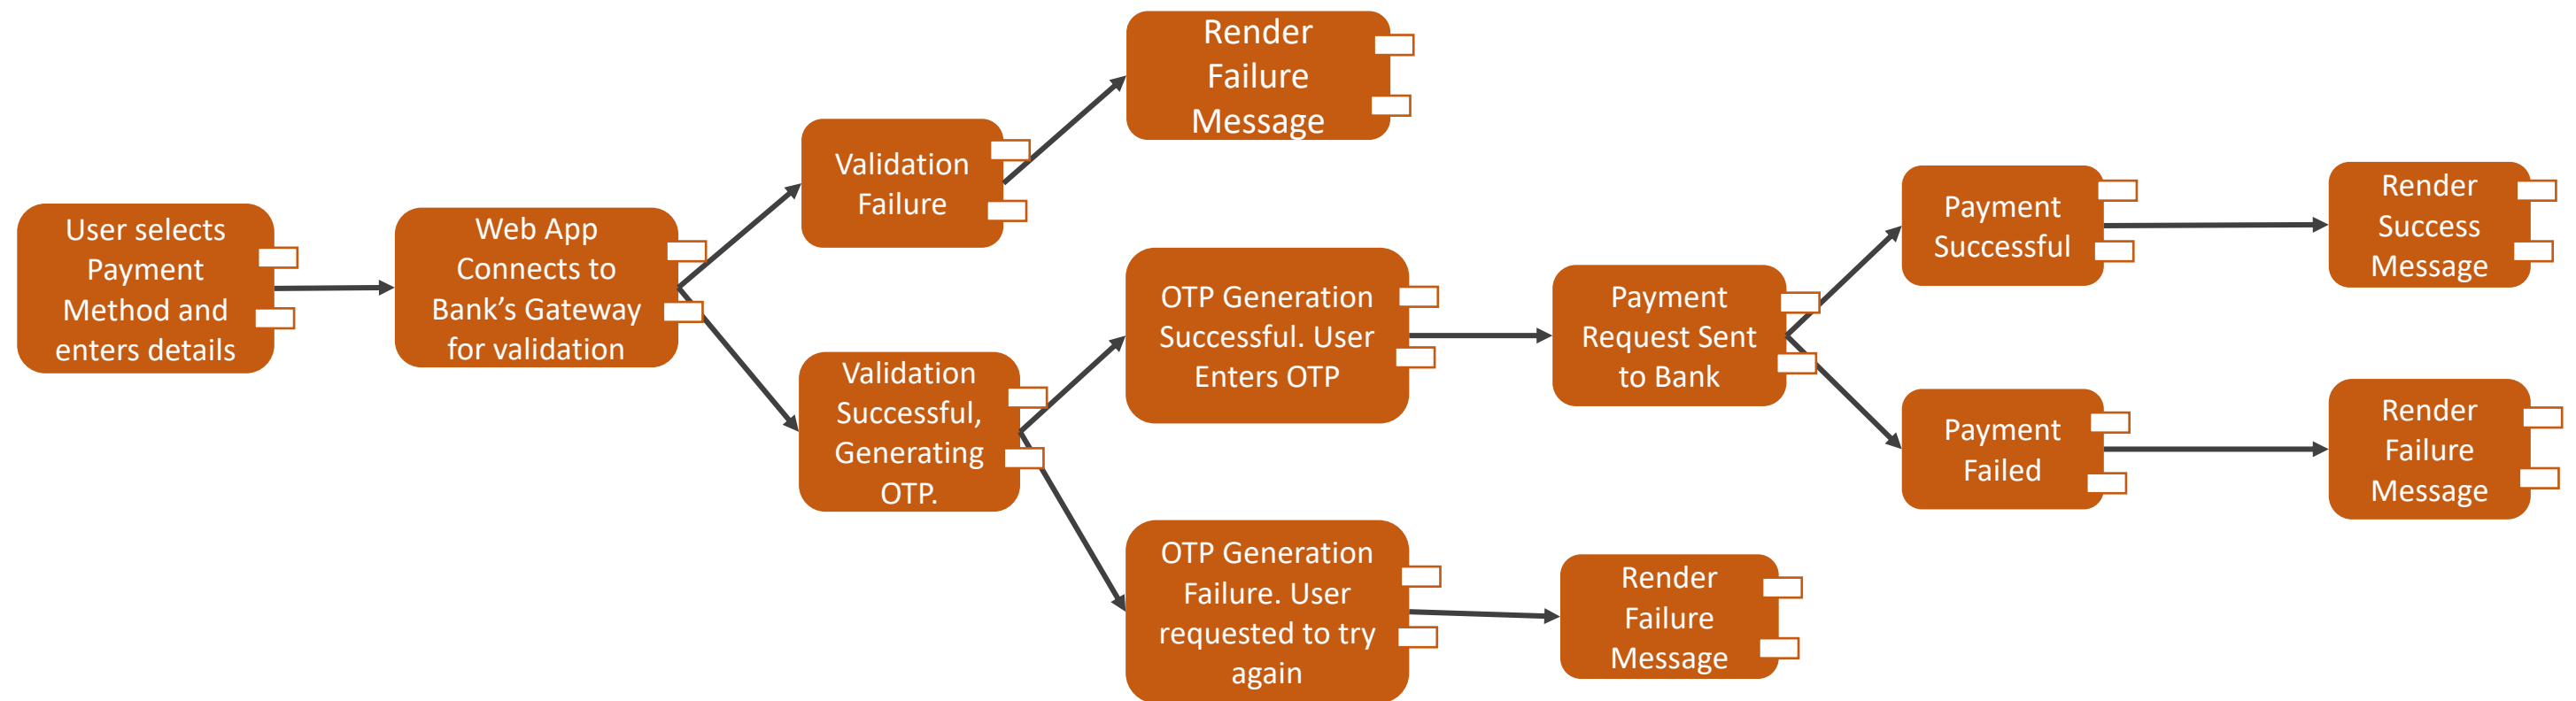 User selects
Payment
Method and
enters details
Web App
Connects to
Bank’s Gateway
for validation
Validation
Failure
Render
Failure
Message
Validation
Successful,
Generating
OTP.
OTP Generation
Successful. User
Enters OTP
OTP Generation
Failure. User
requested to try
again
Payment
Request Sent
to Bank
Render
Failure
Message
Payment
Successful
Render
Success
Message
Payment
Failed
Render
Failure
Message